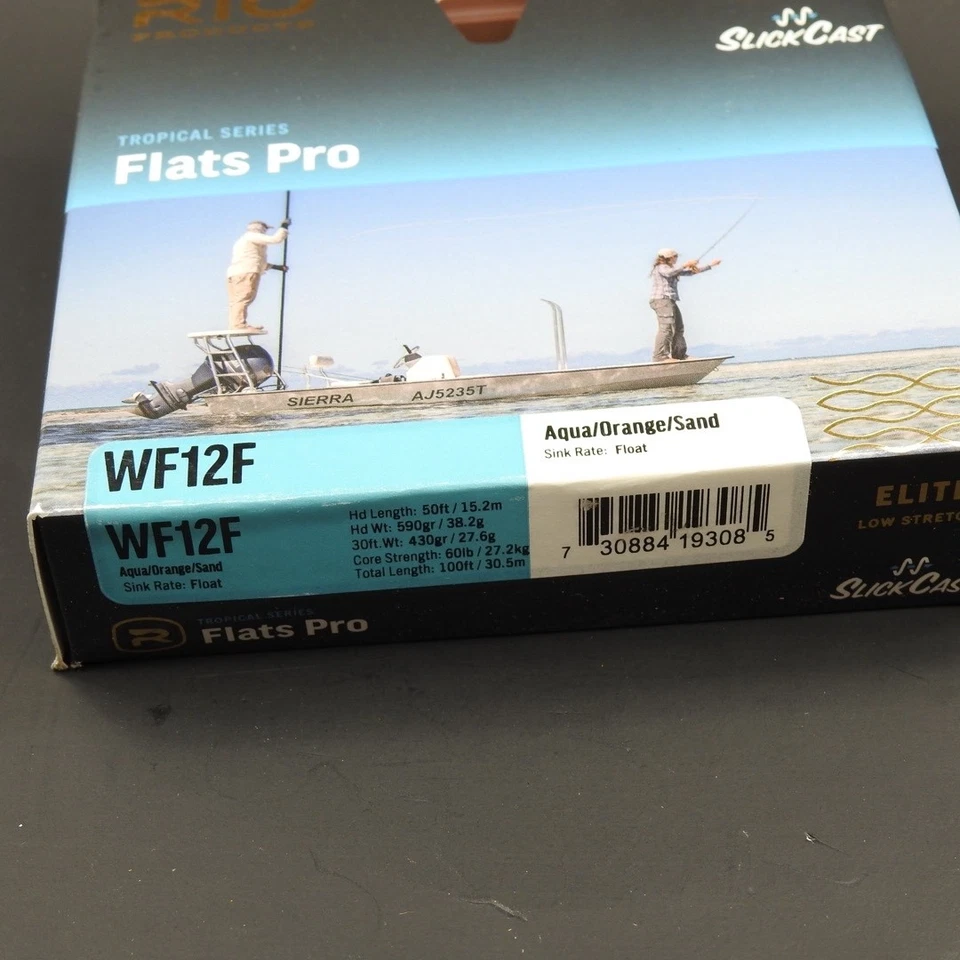 RIO
PRODUCTS
SLICKCAST
TROPICAL SERIES
Flats Pro
SIERRA AJ5235T
WF12F
Aqua/Orange/Sand
Sink Rate: Float
WF12F
Aqua/Orange/Sand
Sink Rate: Float
Hd Length: 50ft / 15.2m
Hd Wt: 590gr / 38.2g
30ft. Wt: 430gr / 27.6g
Core Strength: 60lb / 27.2kg
Total Length: 100ft / 30.5m
7 30884 19308 5
ELITE
LOW STRETC
SLICKCAS
R
TROPICAL SERIES
Flats Pro